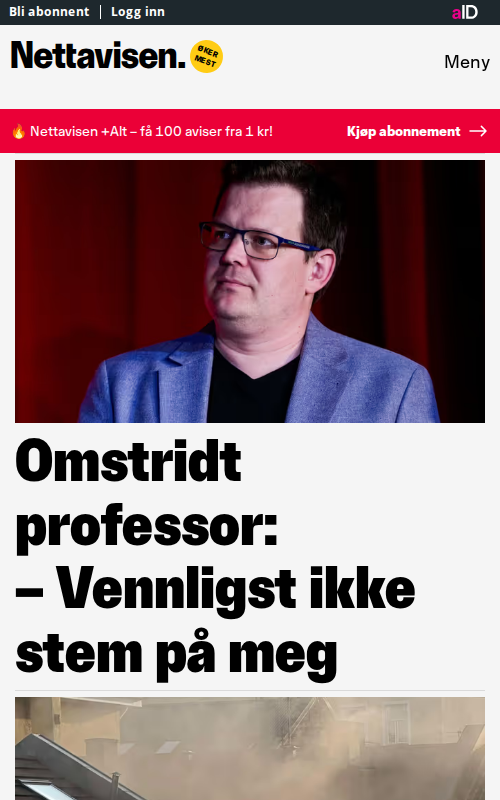 Bli abonnent | Logg inn
aID
Nettavisen.
ØKER
MEST
Meny
🔥 Nettavisen +Alt – få 100 aviser fra 1 kr!
Kjøp abonnement →
Omstridt
professor:
– Vennligst ikke
stem på meg